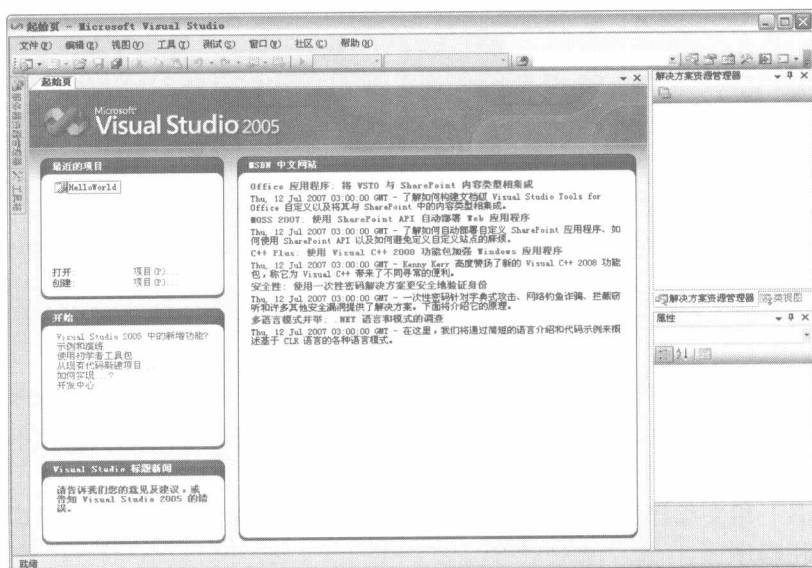 起始页 - Microsoft Visual Studio
文件(F) 编辑(E) 视图(V) 工具(T) 测试(S) 窗口(W) 社区(C) 帮助(H)
起始页
Microsoft
Visual Studio 2005
最近的项目
HelloWorld
打开: 项目(P)...
创建: 项目(P)...
开始
Visual Studio 2005 中的新增功能?
示例和演练
使用初学者工具包
从现有代码新建项目...
如何实现...?
开发中心
Visual Studio 标题新闻
请告诉我们您的意见及建议，或
告知 Visual Studio 2005 的错
误。
MSDN 中文网站
Office 应用程序: 将 VSTO 与 SharePoint 内容类型相集成
Thu, 12 Jul 2007 03:00:00 GMT - 了解如何构建文档级 Visual Studio Tools for
Office 自定义以及将其与 SharePoint 中的内容类型相集成。
MOSS 2007: 使用 SharePoint API 自动部署 Web 应用程序
Thu, 12 Jul 2007 03:00:00 GMT - 了解如何自动部署自定义 SharePoint 应用程序、如
何使用 SharePoint API 以及如何避免定义自定义站点的麻烦。
C++ Plus: 使用 Visual C++ 2008 功能包加强 Windows 应用程序
Thu, 12 Jul 2007 03:00:00 GMT - Kenny Kerr 高度赞扬了新的 Visual C++ 2008 功能
包，称它为 Visual C++ 带来了不同寻常的便利。
安全性: 使用一次性密码解决方案更安全地验证身份
Thu, 12 Jul 2007 03:00:00 GMT - 一次性密码针对字典式攻击、网络钓鱼诈骗、拦截窃
听和许多其他安全漏洞提供了解决方案。下面将介绍它的原理。
多语言模式并举: .NET 语言和模式的调查
Thu, 12 Jul 2007 03:00:00 GMT - 在这里，我们将通过简短的语言介绍和代码示例来概
述基于 CLR 语言的各种语言模式。
解决方案资源管理器
解决方案资源管理器 类视图
属性
工具箱
就绪